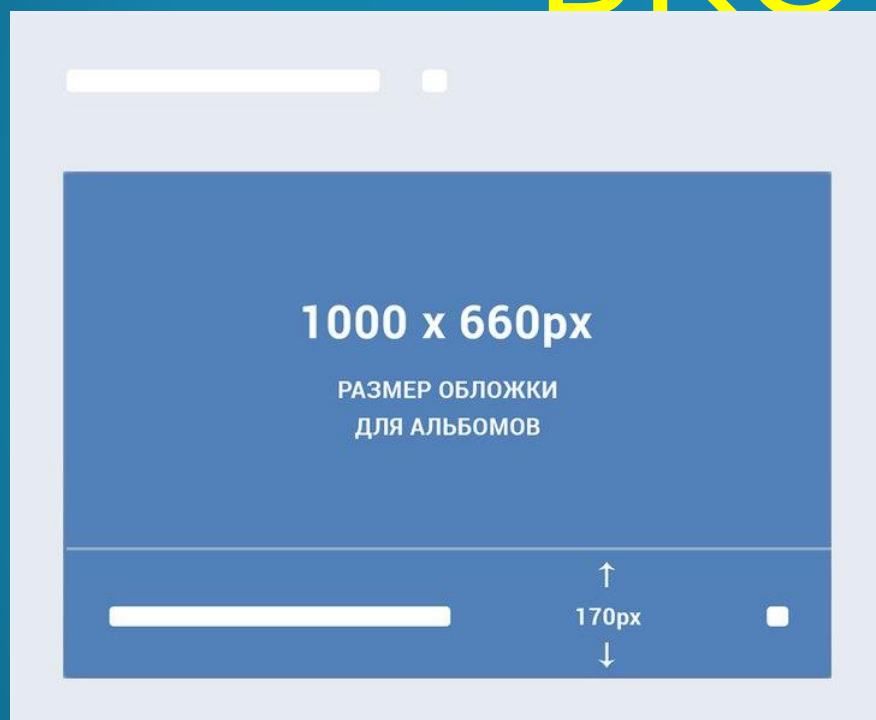 1000 x 660px
РАЗМЕР ОБЛОЖКИ
ДЛЯ АЛЬБОМОВ
↑
170px
↓